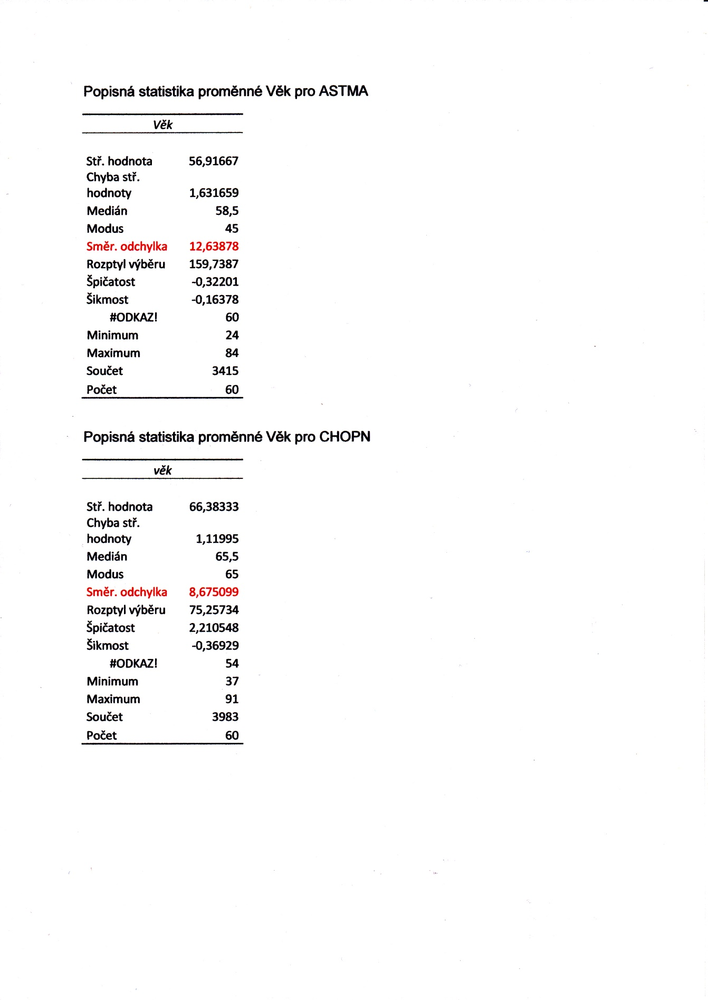 Popisná statistika proměnné Věk pro ASTMA
Věk
Stř. hodnota 56,91667
Chyba stř.
hodnoty 1,631659
Medián 58,5
Modus 45
Směr. odchylka 12,63878
Rozptyl výběru 159,7387
Špičatost -0,32201
Šikmost -0,16378
#ODKAZ! 60
Minimum 24
Maximum 84
Součet 3415
Počet 60
Popisná statistika proměnné Věk pro CHOPN
věk
Stř. hodnota 66,38333
Chyba stř.
hodnoty 1,11995
Medián 65,5
Modus 65
Směr. odchylka 8,675099
Rozptyl výběru 75,25734
Špičatost 2,210548
Šikmost -0,36929
#ODKAZ! 54
Minimum 37
Maximum 91
Součet 3983
Počet 60